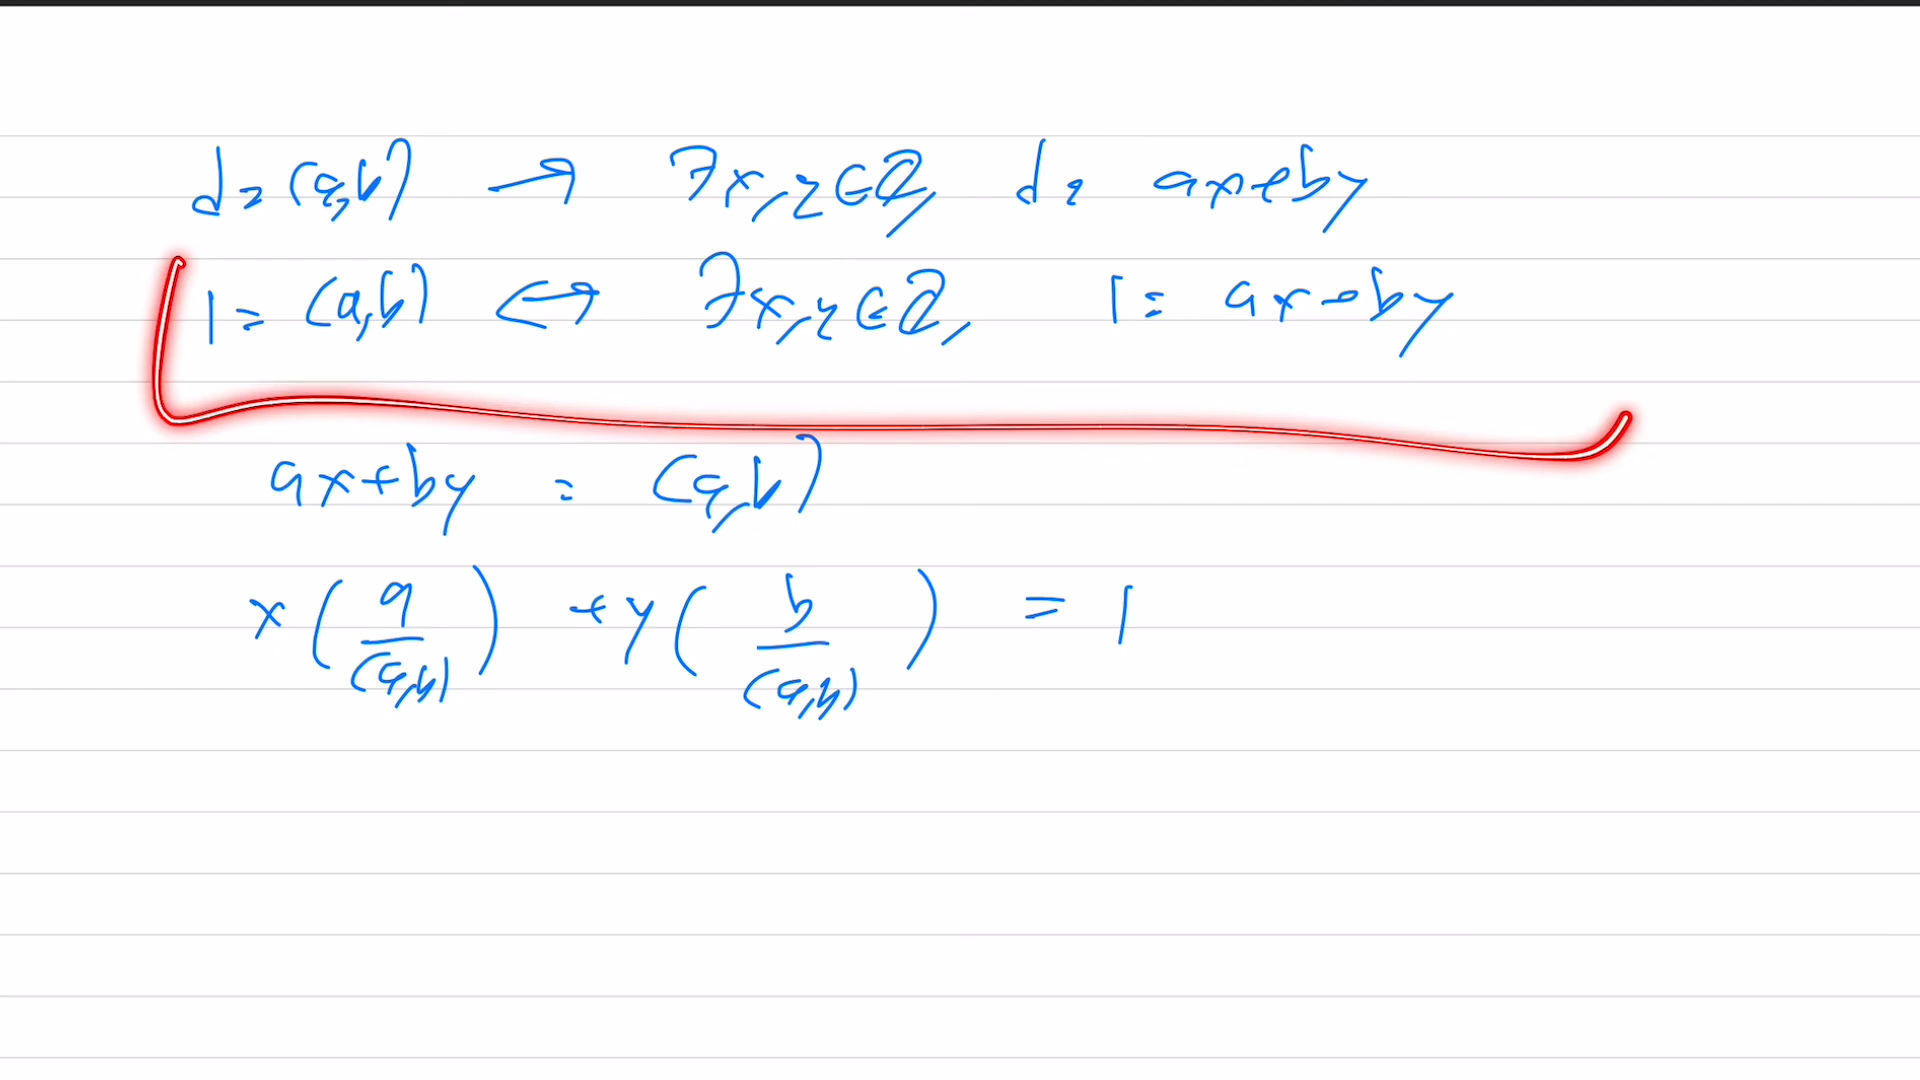 d = (a,b) → ∃x,y∈ℤ, d = ax+by
1 = (a,b) ↔ ∃x,y∈ℤ, 1 = ax+by
ax+by = (a,b)
x(a/(a,b)) + y(b/(a,b)) = 1